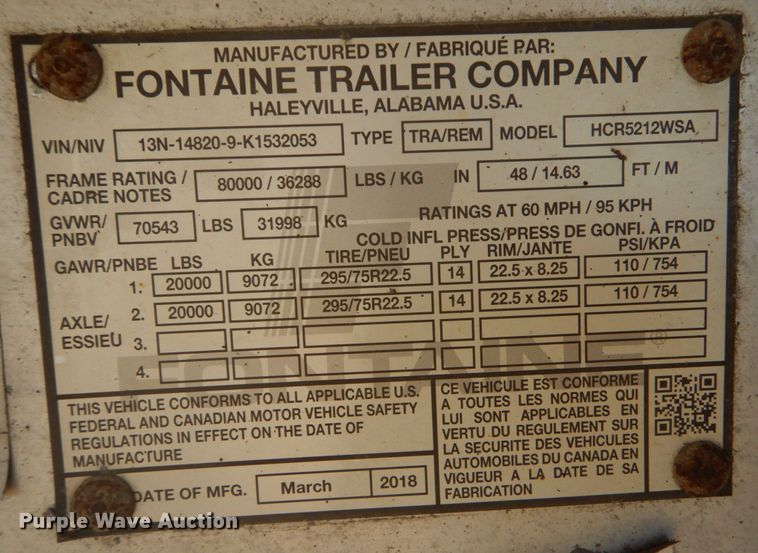 MANUFACTURED BY / FABRIQUÉ PAR:
FONTAINE TRAILER COMPANY
HALEYVILLE, ALABAMA U.S.A.
VIN/NIV 13N-14820-9-K1532053 TYPE TRA/REM MODEL HCR5212WSA
FRAME RATING / CADRE NOTES 80000 / 36288 LBS / KG IN 48 / 14.63 FT / M
GVWR/ PNBV 70543 LBS 31998 KG RATINGS AT 60 MPH / 95 KPH
COLD INFL PRESS/PRESS DE GONFI. À FROID
GAWR/PNBE LBS KG TIRE/PNEU PLY RIM/JANTE PSI/KPA
1. 20000 9072 295/75R22.5 14 22.5 x 8.25 110 / 754
AXLE/ ESSIEU
2. 20000 9072 295/75R22.5 14 22.5 x 8.25 110 / 754
3.
4.
FONTAINE®
THIS VEHICLE CONFORMS TO ALL APPLICABLE U.S.
FEDERAL AND CANADIAN MOTOR VEHICLE SAFETY
REGULATIONS IN EFFECT ON THE DATE OF
MANUFACTURE
DATE OF MFG. March 2018
CE VEHICULE EST CONFORME
A TOUTES LES NORMES QUI
LUI SONT APPLICABLES EN
VERTU DU REGULEMENT SUR
LA SECURITE DES VEHICULES
AUTOMOBILES DU CANADA EN
VIGUEUR A LA DATE DE SA
FABRICATION
Purple Wave Auction